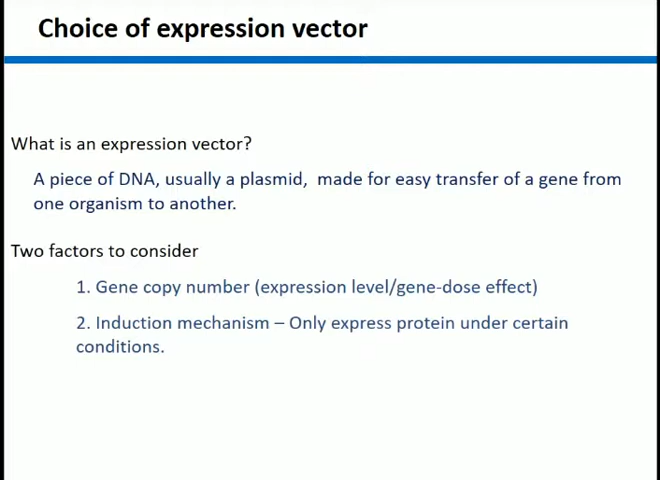 Choice of expression vector
What is an expression vector?
A piece of DNA, usually a plasmid, made for easy transfer of a gene from
one organism to another.
Two factors to consider
1. Gene copy number (expression level/gene-dose effect)
2. Induction mechanism – Only express protein under certain
conditions.